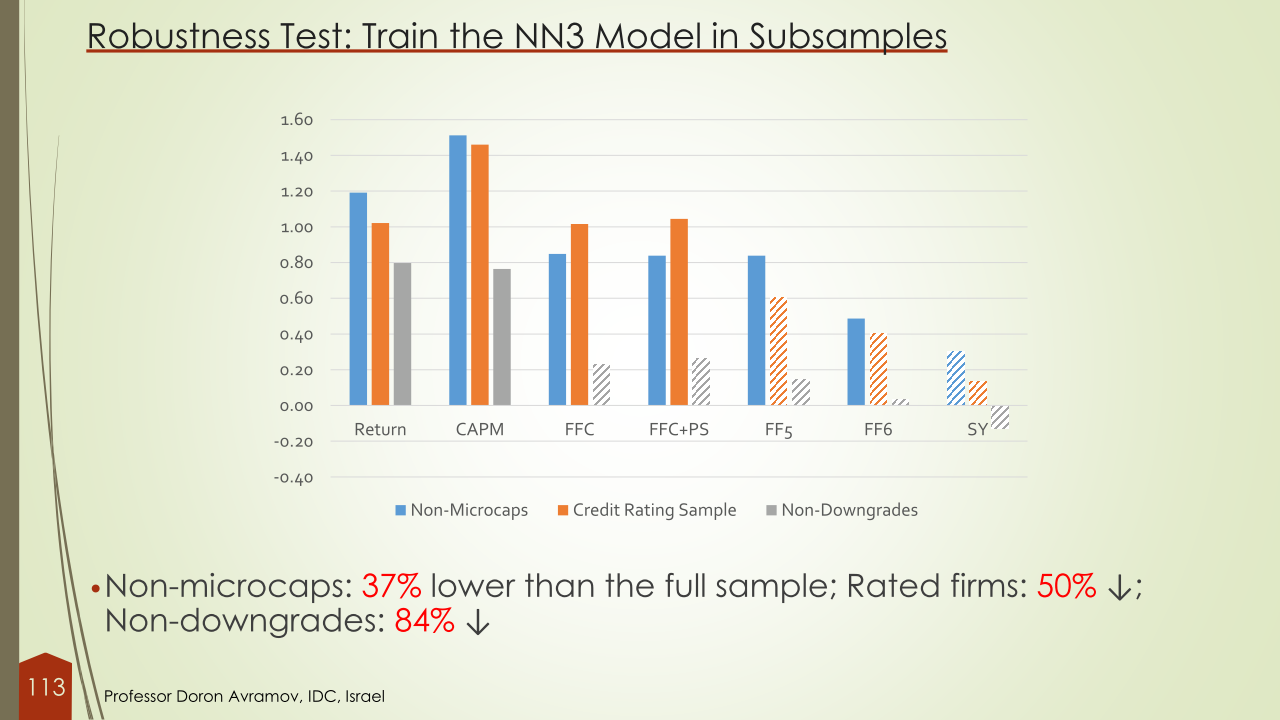 Robustness Test: Train the NN3 Model in Subsamples
1.60
1.40
1.20
1.00
0.80
0.60
0.40
0.20
0.00
-0.20
-0.40
Return CAPM FFC FFC+PS FF5 FF6 SY
Non-Microcaps Credit Rating Sample Non-Downgrades
•Non-microcaps: 37% lower than the full sample; Rated firms: 50% ↓;
Non-downgrades: 84% ↓
113
Professor Doron Avramov, IDC, Israel